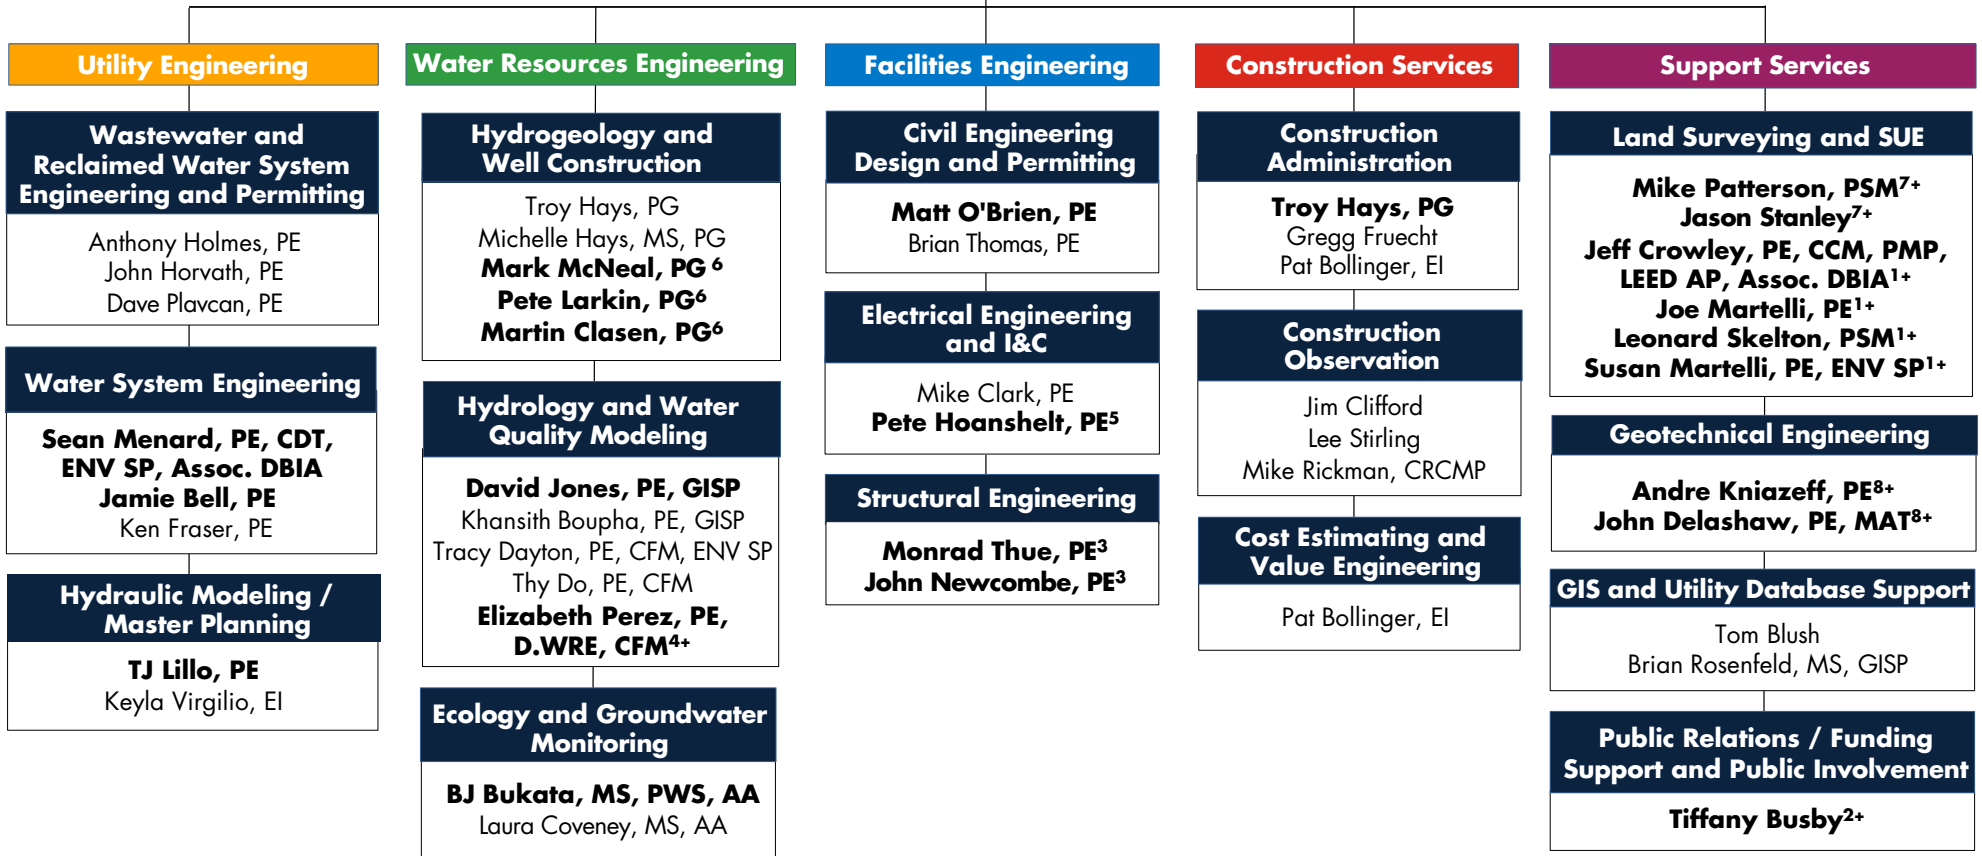 Utility Engineering
Wastewater and
Reclaimed Water System
Engineering and Permitting
Anthony Holmes, PE
John Horvath, PE
Dave Plavcan, PE
Water System Engineering
Sean Menard, PE, CDT,
ENV SP, Assoc. DBIA
Jamie Bell, PE
Ken Fraser, PE
Hydraulic Modeling /
Master Planning
TJ Lillo, PE
Keyla Virgilio, EI
Water Resources Engineering
Hydrogeology and
Well Construction
Troy Hays, PG
Michelle Hays, MS, PG
Mark McNeal, PG ⁶
Pete Larkin, PG⁶
Martin Clasen, PG⁶
Hydrology and Water
Quality Modeling
David Jones, PE, GISP
Khansith Boupha, PE, GISP
Tracy Dayton, PE, CFM, ENV SP
Thy Do, PE, CFM
Elizabeth Perez, PE,
D.WRE, CFM⁴⁺
Ecology and Groundwater
Monitoring
BJ Bukata, MS, PWS, AA
Laura Coveney, MS, AA
Facilities Engineering
Civil Engineering
Design and Permitting
Matt O'Brien, PE
Brian Thomas, PE
Electrical Engineering
and I&C
Mike Clark, PE
Pete Hoanshelt, PE⁵
Structural Engineering
Monrad Thue, PE³
John Newcombe, PE³
Construction Services
Construction
Administration
Troy Hays, PG
Gregg Fruecht
Pat Bollinger, EI
Construction
Observation
Jim Clifford
Lee Stirling
Mike Rickman, CRCMP
Cost Estimating and
Value Engineering
Pat Bollinger, EI
Support Services
Land Surveying and SUE
Mike Patterson, PSM⁷⁺
Jason Stanley⁷⁺
Jeff Crowley, PE, CCM, PMP,
LEED AP, Assoc. DBIA¹⁺
Joe Martelli, PE¹⁺
Leonard Skelton, PSM¹⁺
Susan Martelli, PE, ENV SP¹⁺
Geotechnical Engineering
Andre Kniazeff, PE⁸⁺
John Delashaw, PE, MAT⁸⁺
GIS and Utility Database Support
Tom Blush
Brian Rosenfeld, MS, GISP
Public Relations / Funding
Support and Public Involvement
Tiffany Busby²⁺